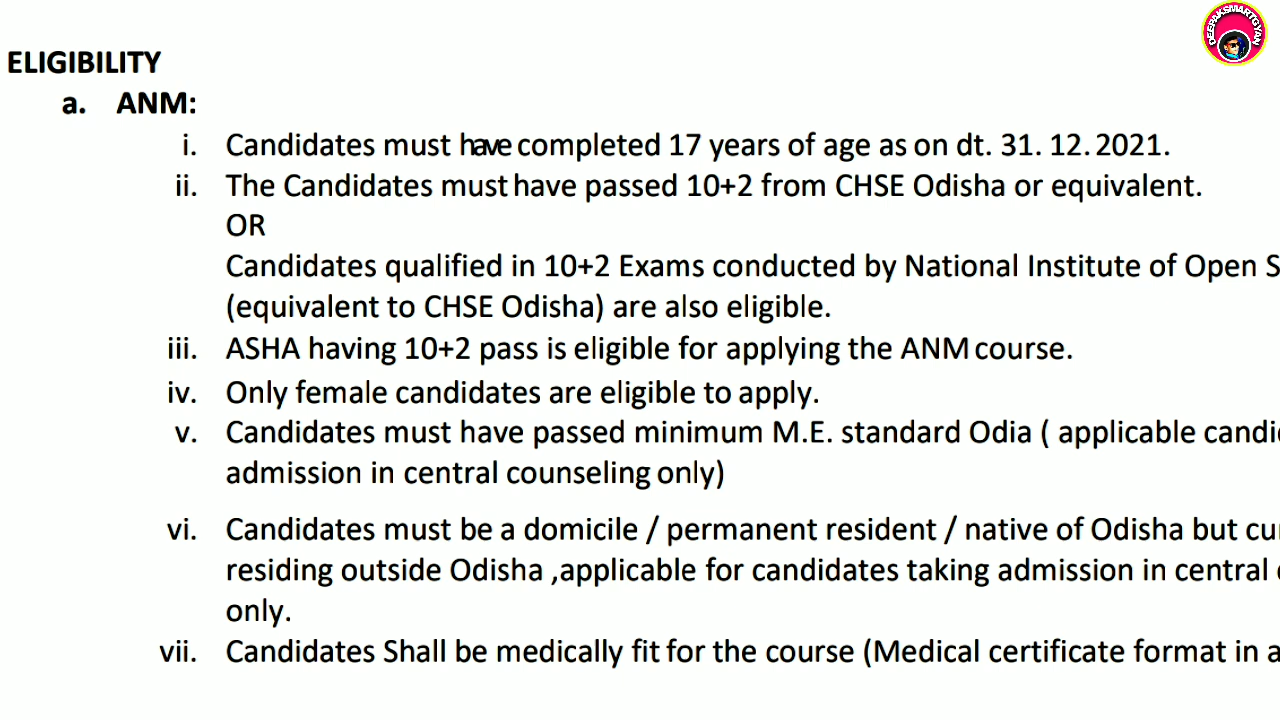 DEEPAKSMARTGYAN
ELIGIBILITY
a. ANM:
i. Candidates must have completed 17 years of age as on dt. 31. 12. 2021.
ii. The Candidates must have passed 10+2 from CHSE Odisha or equivalent.
OR
Candidates qualified in 10+2 Exams conducted by National Institute of Open S
(equivalent to CHSE Odisha) are also eligible.
iii. ASHA having 10+2 pass is eligible for applying the ANM course.
iv. Only female candidates are eligible to apply.
v. Candidates must have passed minimum M.E. standard Odia ( applicable candi
admission in central counseling only)
vi. Candidates must be a domicile / permanent resident / native of Odisha but cu
residing outside Odisha ,applicable for candidates taking admission in central
only.
vii. Candidates Shall be medically fit for the course (Medical certificate format in a